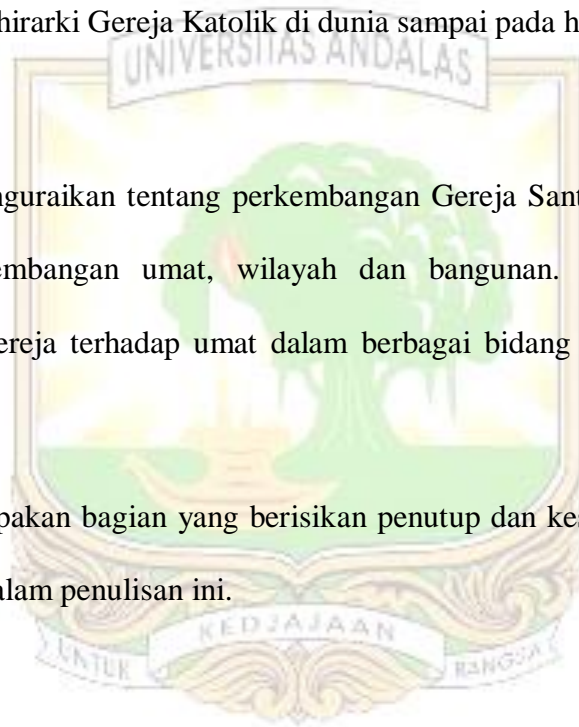 hirarki Gereja Katolik di dunia sampai pada h
UNIVERSITAS ANDALAS
nguraikan tentang perkembangan Gereja Sant
embangan umat, wilayah dan bangunan.
ereja terhadap umat dalam berbagai bidang
pakan bagian yang berisikan penutup dan kes
alam penulisan ini.
KEDJAJAAN
UNTUK BANGSA